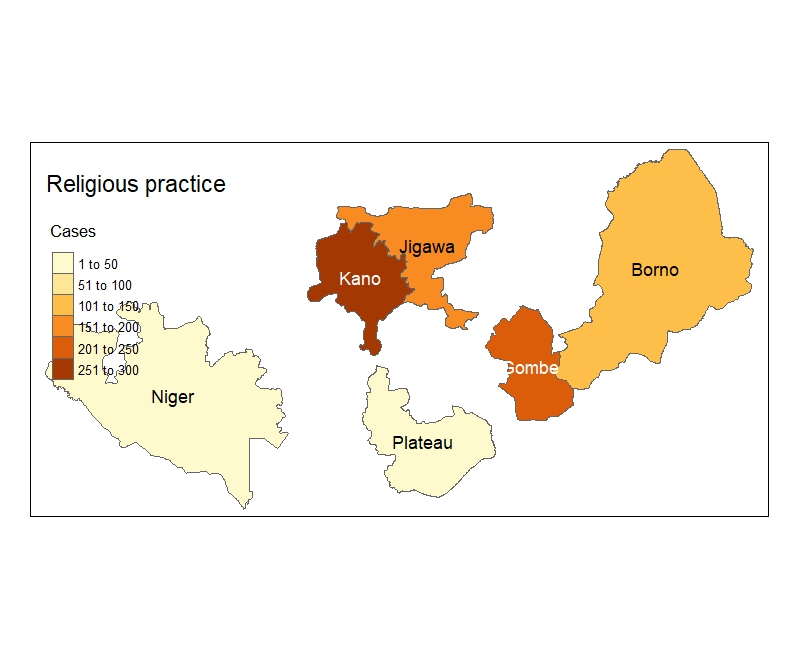 Religious practice
Cases
1 to 50
51 to 100
101 to 150
151 to 200
201 to 250
251 to 300
Jigawa
Kano
Borno
Gombe
Niger
Plateau